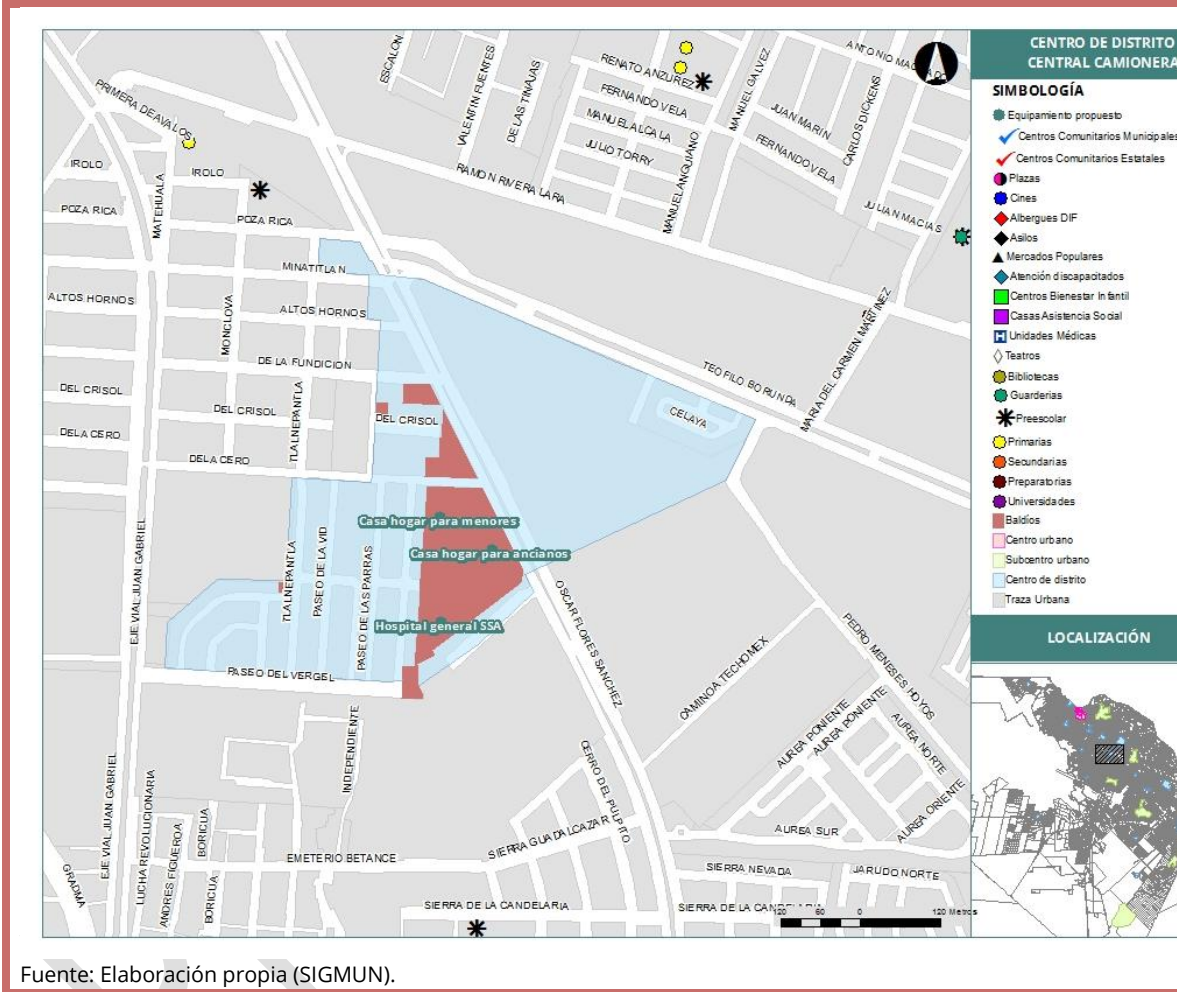 CENTRO DE DISTRITO
CENTRAL CAMIONERA
SIMBOLOGÍA
Equipamiento propuesto
Centros Comunitarios Municipales
Centros Comunitarios Estatales
Plazas
Cines
Albergues DIF
Asilos
Mercados Populares
Atención discapacitados
Centros Bienestar Infantil
Casas Asistencia Social
Unidades Médicas
Teatros
Bibliotecas
Guarderias
Preescolar
Primarias
Secundarias
Preparatorias
Universidades
Baldíos
Centro urbano
Subcentro urbano
Centro de distrito
Traza Urbana
LOCALIZACIÓN
ESCALON
VALENTIN FUENTES
DE LAS TINAJAS
RENATO ANZUREZ
FERNANDO VELA
MANUEL ALCALA
JULIO TORRY
MANUEL ANGUIANO
MANUEL GALVEZ
JUAN MARIN
FERNANDO VELA
CARLOS DICKENS
JULIAN MACIAS
RAMON RIVERA LARA
PRIMERA DE AVALOS
IROLO
IROLO
MATEHUALA
POZA RICA
POZA RICA
MINATITLAN
ALTOS HORNOS
ALTOS HORNOS
MONCLOVA
DE LA FUNDICION
TEOFILO BORUNDA
MARIA DEL CARMEN MARTINEZ
CELAYA
DEL CRISOL
DEL CRISOL
DEL CRISOL
TLALNEPANTLA
DEL ACERO
DEL ACERO
Casa hogar para menores
Casa hogar para ancianos
Hospital general SSA
EJE VIAL JUAN GABRIEL
TLALNEPANTLA
PASEO DE LA VID
PASEO DE LAS PARRAS
PASEO DEL VERGEL
OSCAR FLORES SANCHEZ
CAMINO A TECHOMEX
PEDRO MENESES HOYOS
AUREA PONIENTE
AUREA PONIENTE
AUREA NORTE
AUREA ORIENTE
AUREA SUR
INDEPENDIENTE
CERRO DEL PULPITO
SIERRA GUADALCAZAR
EMETERIO BETANCE
EJE VIAL JUAN GABRIEL
LUCHA REVOLUCIONARIA
ANDRES FIGUEROA
BORICUA
BORICUA
GRADMA
SIERRA NEVADA
JARUDO NORTE
SIERRA DE LA CANDELARIA
SIERRA DE LA CANDELARIA
120 60 0 120 Metros
Fuente: Elaboración propia (SIGMUN).